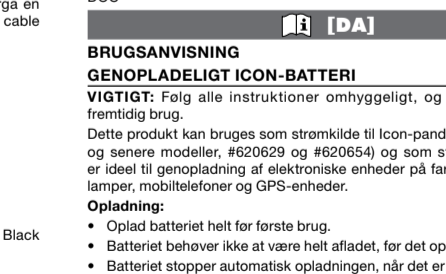 cable
[DA]
BRUGSANVISNING
GENOPLADELIGT ICON-BATTERI
VIGTIGT: Følg alle instruktioner omhyggeligt, og
fremtidig brug.
Dette produkt kan bruges som strømkilde til Icon-pand
og senere modeller, #620629 og #620654) og som s
er ideel til genopladning af elektroniske enheder på fa
lamper, mobiltelefoner og GPS-enheder.
Opladning:
• Oplad batteriet helt før første brug.
Black
• Batteriet behøver ikke at være helt afladet, før det op
• Batteriet stopper automatisk opladningen, når det er